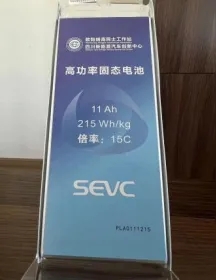 欧阳明高院士工作站
四川新能源汽车创新中心
高功率固态电池
11 Ah
215 Wh/kg
倍率：15C
SEVC